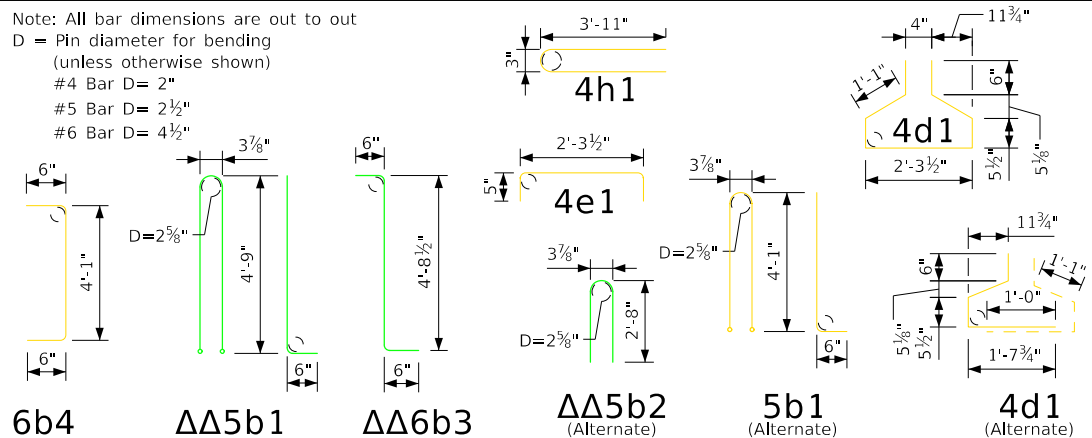 Note: All bar dimensions are out to out
D = Pin diameter for bending
(unless otherwise shown)
#4 Bar D= 2"
#5 Bar D= 2½"
#6 Bar D= 4½"
3'-11"
3"
4h1
4"
11¾"
1'-1"
6"
4d1
5½"
5⅛"
2'-3½"
6"
4'-1"
6"
6b4
3⅞"
D=2⅝"
4'-9"
6"
ΔΔ5b1
6"
4'-8½"
6"
ΔΔ6b3
2'-3½"
5"
4e1
3⅞"
D=2⅝"
2'-8"
ΔΔ5b2
(Alternate)
3⅞"
D=2⅝"
4'-1"
6"
5b1
(Alternate)
11¾"
6"
1'-1"
1'-0"
5⅛"
5½"
1'-7¾"
4d1
(Alternate)